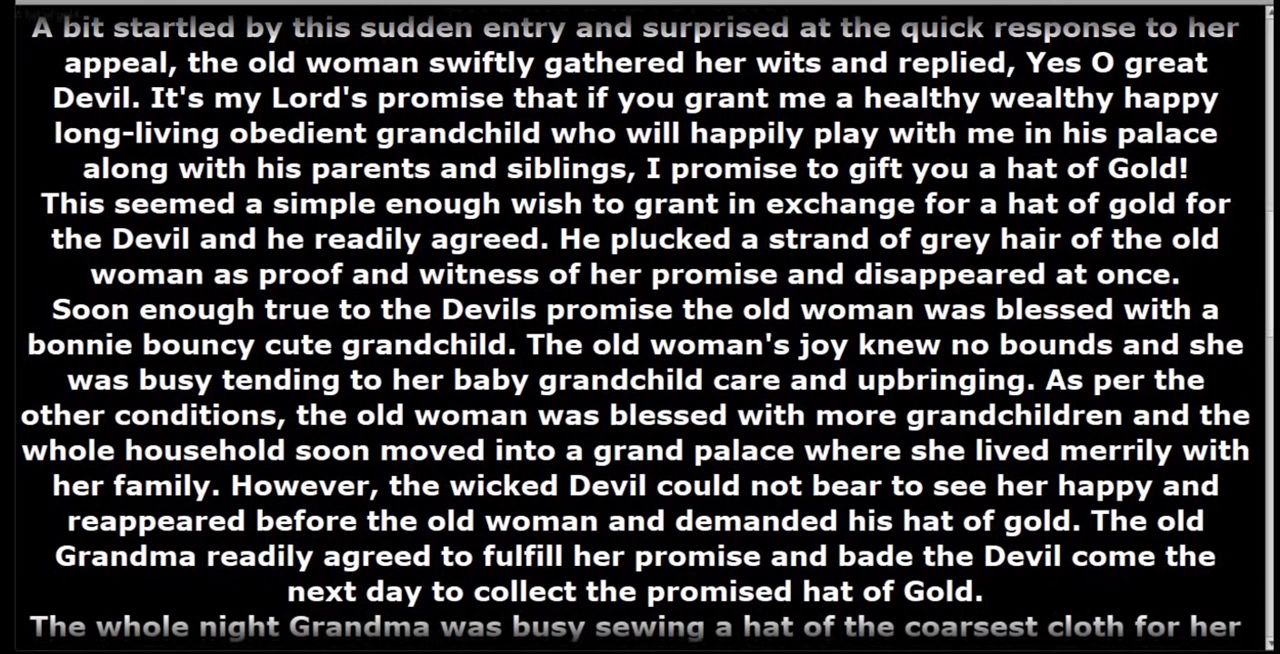 A bit startled by this sudden entry and surprised at the quick response to her
appeal, the old woman swiftly gathered her wits and replied, Yes O great
Devil. It's my Lord's promise that if you grant me a healthy wealthy happy
long-living obedient grandchild who will happily play with me in his palace
along with his parents and siblings, I promise to gift you a hat of Gold!
This seemed a simple enough wish to grant in exchange for a hat of gold for
the Devil and he readily agreed. He plucked a strand of grey hair of the old
woman as proof and witness of her promise and disappeared at once.
Soon enough true to the Devils promise the old woman was blessed with a
bonnie bouncy cute grandchild. The old woman's joy knew no bounds and she
was busy tending to her baby grandchild care and upbringing. As per the
other conditions, the old woman was blessed with more grandchildren and the
whole household soon moved into a grand palace where she lived merrily with
her family. However, the wicked Devil could not bear to see her happy and
reappeared before the old woman and demanded his hat of gold. The old
Grandma readily agreed to fulfill her promise and bade the Devil come the
next day to collect the promised hat of Gold.
The whole night Grandma was busy sewing a hat of the coarsest cloth for her